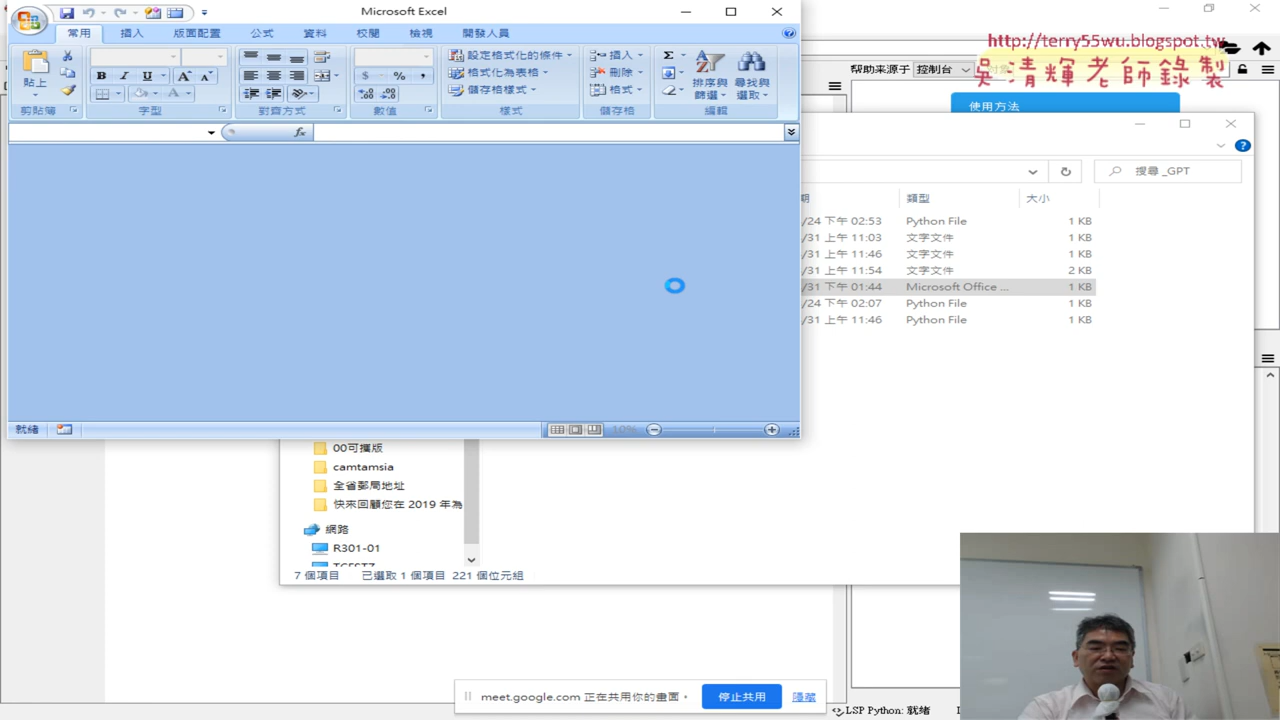 Microsoft Excel
常用 插入 版面配置 公式 資料 校閱 檢視 開發人員
貼上
B I U A A
設定格式化的條件
格式化為表格
儲存格樣式
插入
刪除
格式
Σ
排序與篩選
尋找與選取
$ % ,
剪貼簿 字型 對齊方式 數值 樣式 儲存格 編輯
fx
就緒
10%
http://terry55wu.blogspot.tw
吳清輝老師錄製
帮助来源于 控制台
使用方法
搜尋 _GPT
期 類型 大小
/24 下午 02:53 Python File 1 KB
/31 上午 11:03 文字文件 1 KB
/31 上午 11:46 文字文件 1 KB
/31 上午 11:54 文字文件 2 KB
/31 下午 01:44 Microsoft Office ... 1 KB
/24 下午 02:07 Python File 1 KB
/31 上午 11:46 Python File 1 KB
00可攜版
camtamsia
全省郵局地址
快來回顧您在 2019 年為
網路
R301-01
7 個項目 已選取 1 個項目 221 個位元組
meet.google.com 正在共用你的畫面。
停止共用
隱藏
LSP Python: 就绪